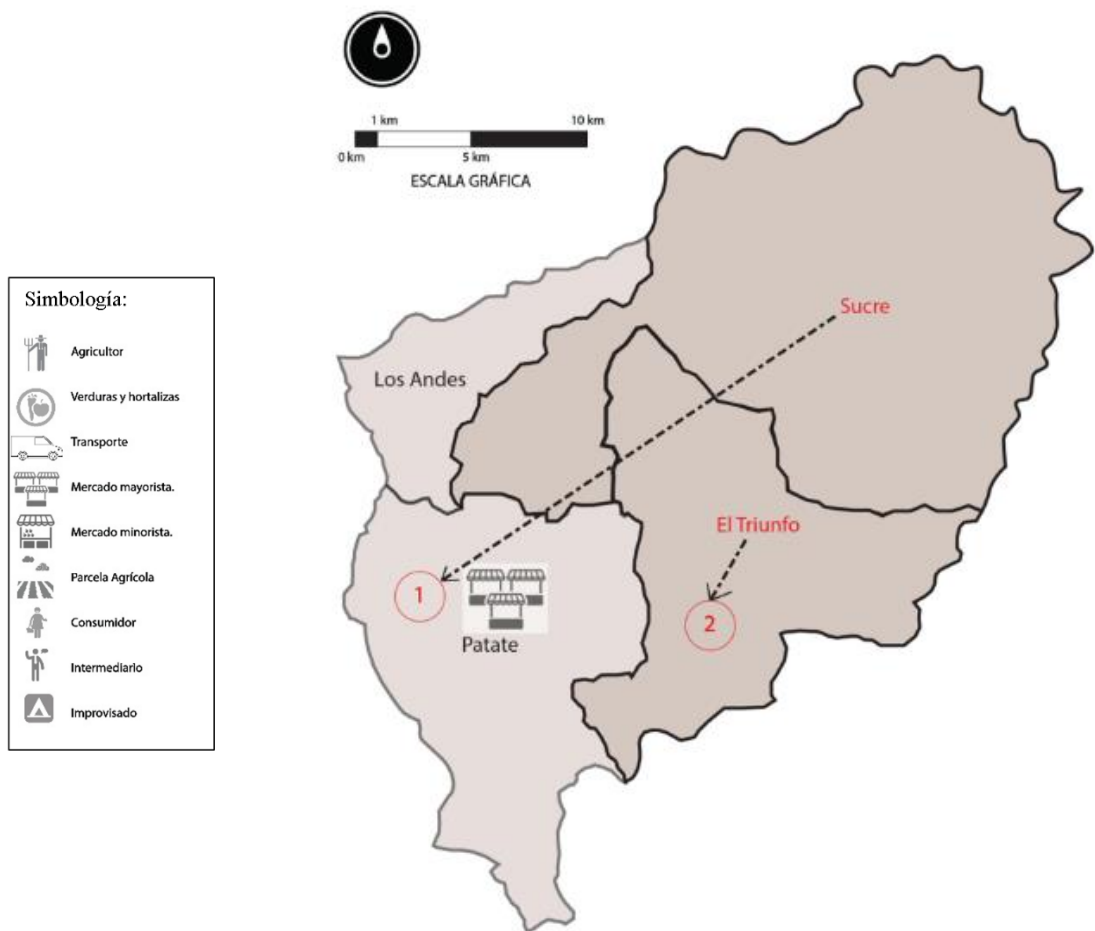 1 km 10 km
0 km 5 km
ESCALA GRÁFICA
Simbología:
Agricultor
Verduras y hortalizas
Transporte
Mercado mayorista.
Mercado minorista.
Parcela Agrícola
Consumidor
Intermediario
Improvisado
Sucre
Los Andes
El Triunfo
1
2
Patate